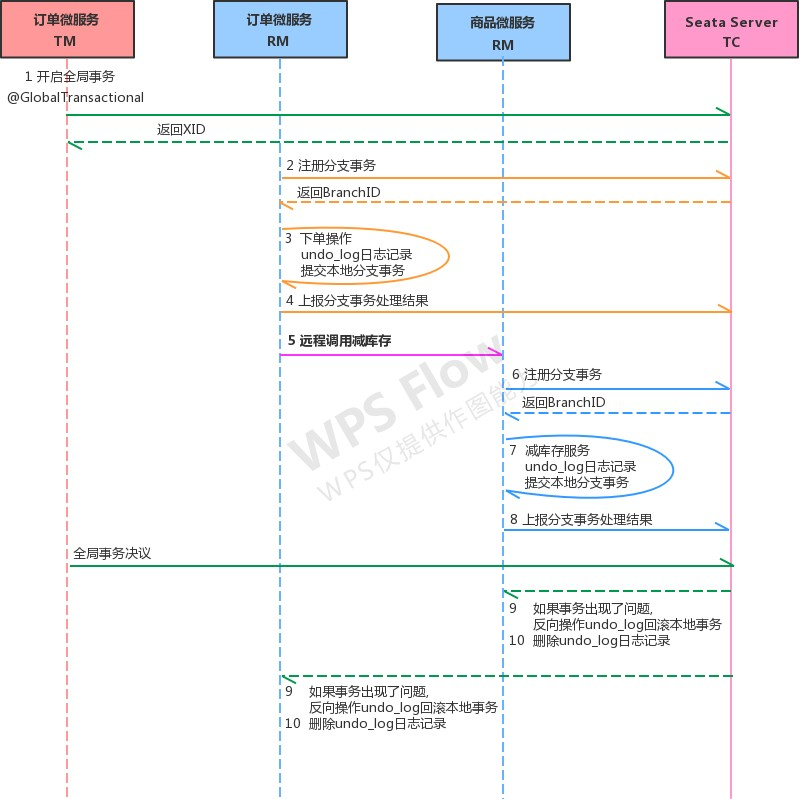 订单微服务
TM
订单微服务
RM
商品微服务
RM
Seata Server
TC
1 开启全局事务
@GlobalTransactional
返回XID
2 注册分支事务
返回BranchID
3 下单操作
undo_log日志记录
提交本地分支事务
4 上报分支事务处理结果
5 远程调用减库存
6 注册分支事务
返回BranchID
7 减库存服务
undo_log日志记录
提交本地分支事务
8 上报分支事务处理结果
全局事务决议
9 如果事务出现了问题,
反向操作undo_log回滚本地事务
10 删除undo_log日志记录
9 如果事务出现了问题,
反向操作undo_log回滚本地事务
10 删除undo_log日志记录
WPS Flow
WPS仅提供作图能力